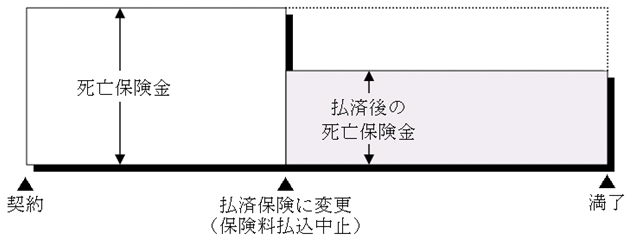 死亡保険金
払済後の
死亡保険金
契約
払済保険に変更
（保険料払込中止）
満了